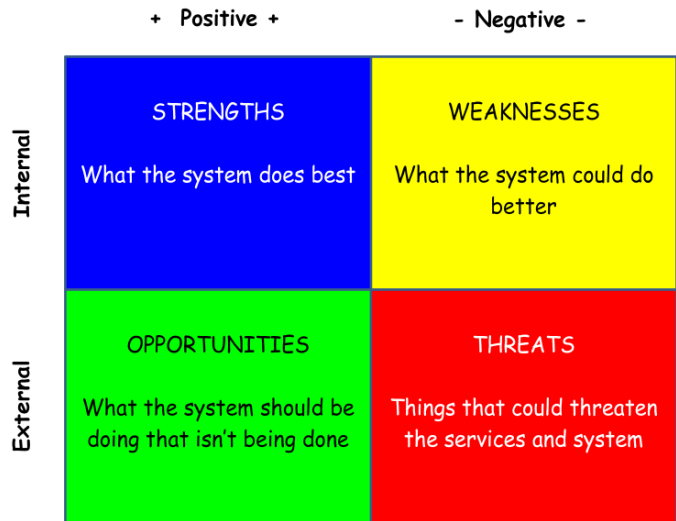 + Positive +
- Negative -
Internal
STRENGTHS
What the system does best
WEAKNESSES
What the system could do
better
External
OPPORTUNITIES
What the system should be
doing that isn't being done
THREATS
Things that could threaten
the services and system